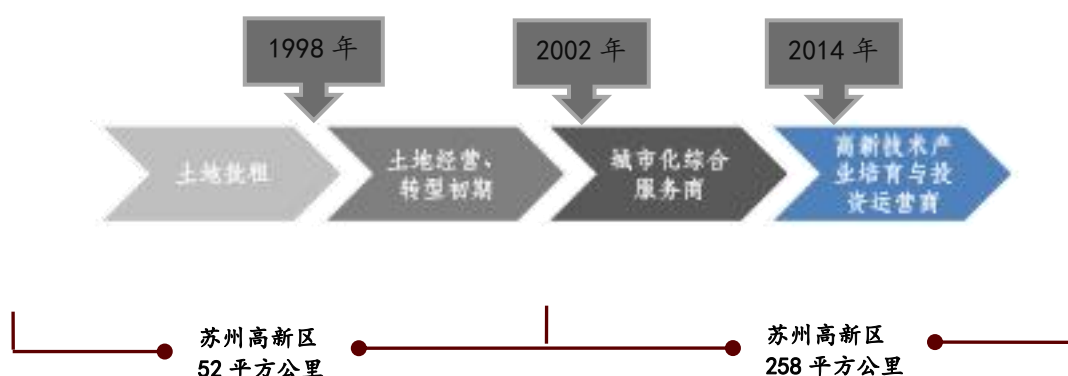 1998 年
2002 年
2014 年
土地批租
土地经营、
转型初期
城市化综合
服务商
高新技术产
业培育与投
资运营商
苏州高新区
52 平方公里
苏州高新区
258 平方公里